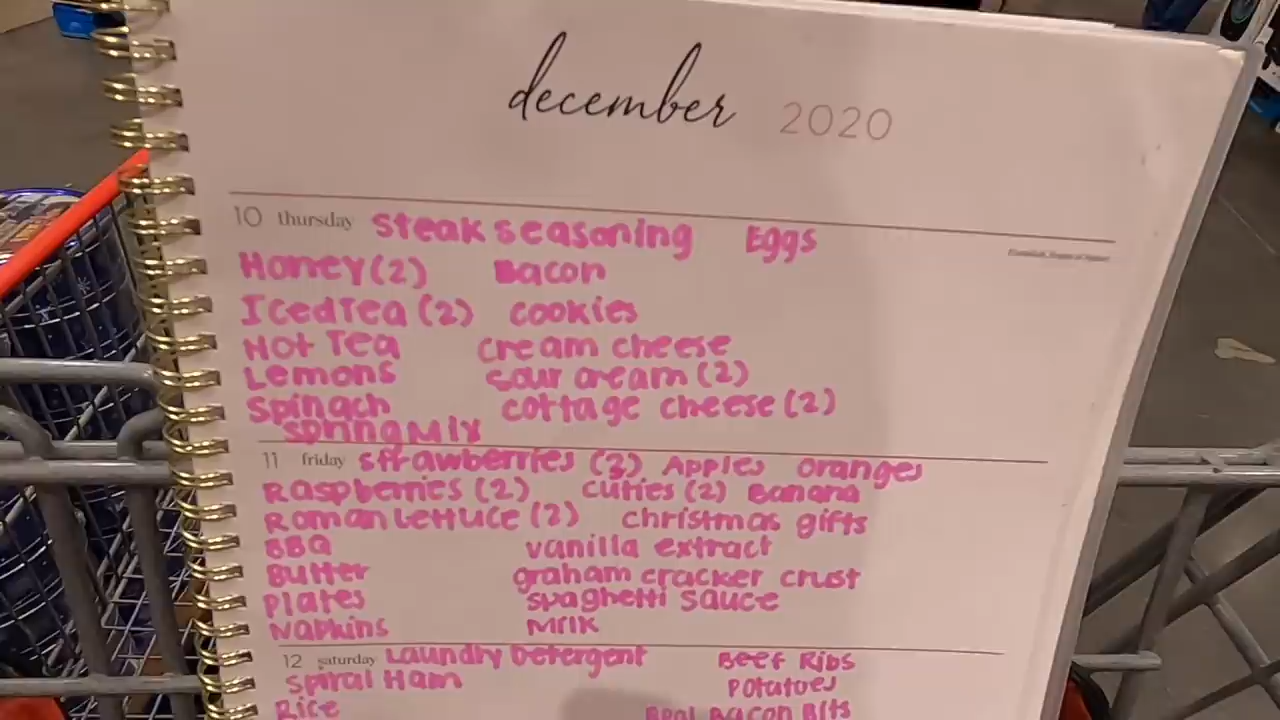 december 2020
10 thursday steak seasoning Eggs
Honey (2) Bacon
Iced Tea (2) cookies
Hot Tea cream cheese
Lemons sour cream (2)
Spinach cottage cheese (2)
spring Mix
11 friday strawberries (3) Apples oranges
Raspberries (2) cuties (2) Banana
Roman Lettuce (2) christmas gifts
BBQ vanilla extract
Butter graham cracker crust
Plates spaghetti sauce
Napkins Milk
12 saturday Laundry Detergent Beef Ribs
Spiral Ham Potatoes
Rice Real Bacon Bits